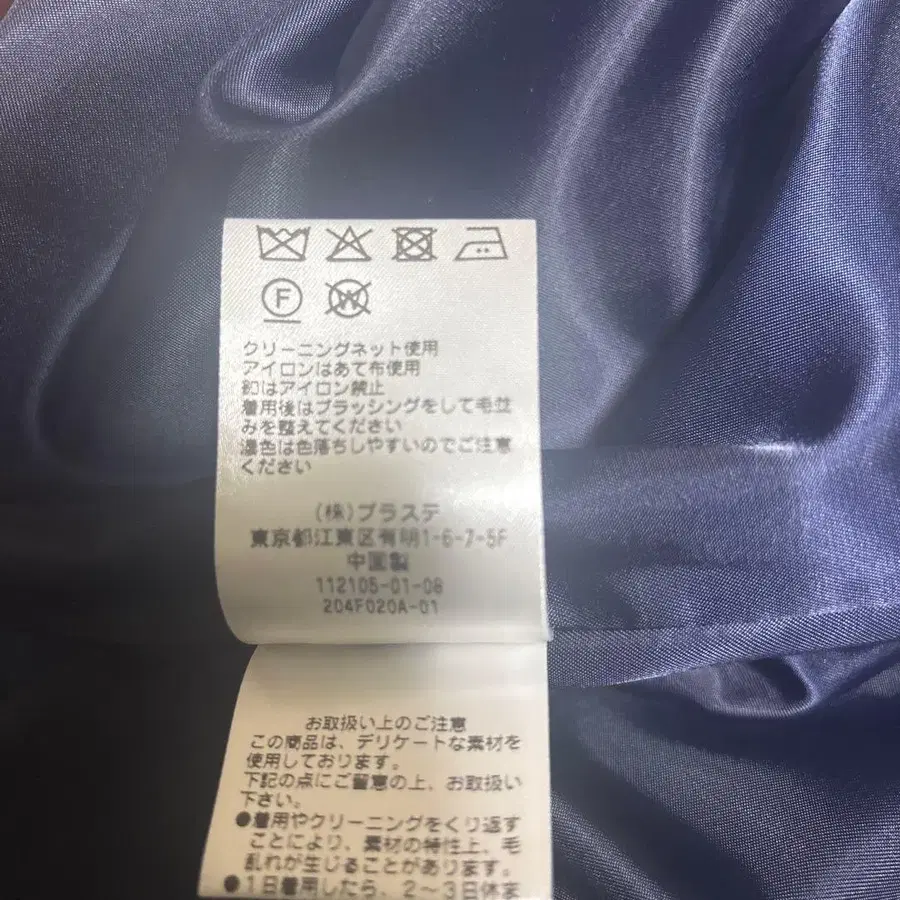 F W
クリーニングネット使用
アイロンはあて布使用
釦はアイロン禁止
着用後はブラッシングをして毛並
みを整えてください
濃色は色落ちしやすいのでご注意
ください
(株)プラステ
東京都江東区有明1-6-7-5F
中国製
112105-01-08
204F020A-01
お取扱い上のご注意
この商品は、デリケートな素材を
使用しております。
下記の点にご留意の上、お取扱い
下さい。
●着用やクリーニングをくり返す
ことにより、素材の特性上、毛
乱れが生じることがあります。
●1日着用したら、2～3日休ま